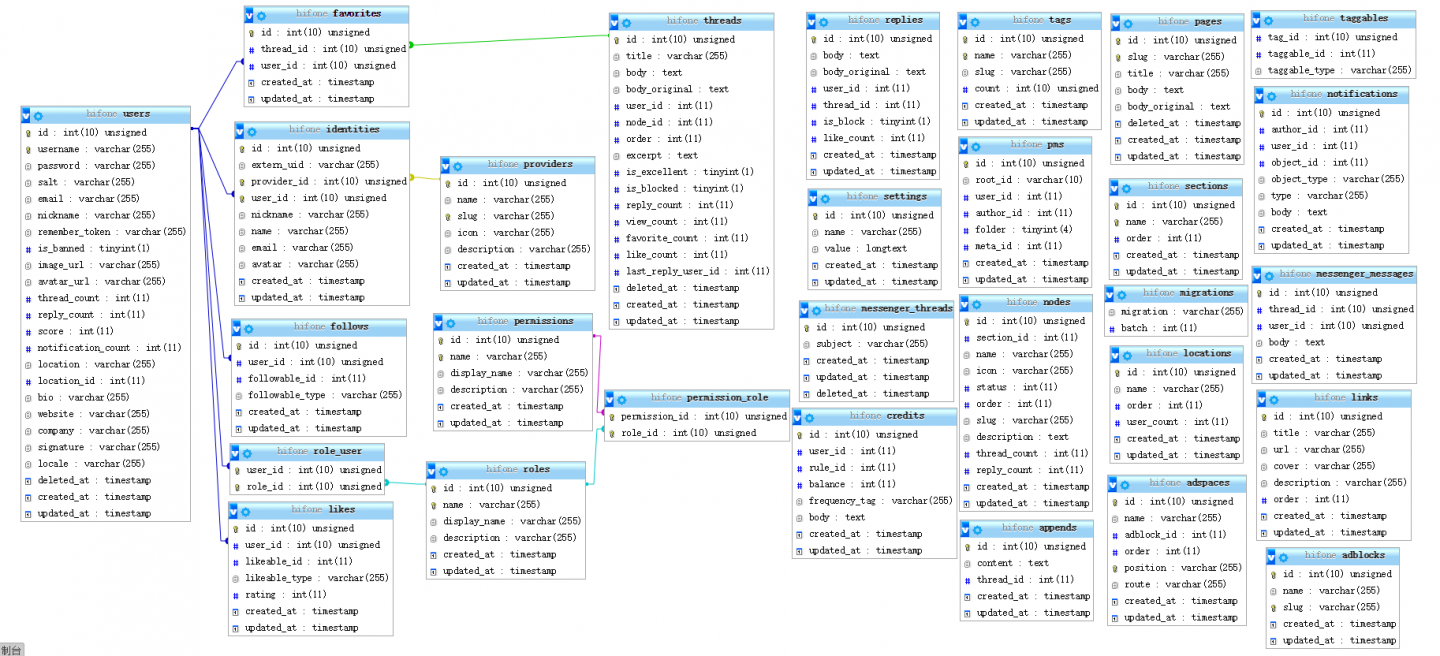 hifone favorites
id : int(10) unsigned
thread_id : int(10) unsigned
user_id : int(10) unsigned
created_at : timestamp
updated_at : timestamp
hifone users
id : int(10) unsigned
username : varchar(255)
password : varchar(255)
salt : varchar(255)
email : varchar(255)
nickname : varchar(255)
remember_token : varchar(255)
is_banned : tinyint(1)
image_url : varchar(255)
avatar_url : varchar(255)
thread_count : int(11)
reply_count : int(11)
score : int(11)
notification_count : int(11)
location : varchar(255)
location_id : int(11)
bio : varchar(255)
website : varchar(255)
company : varchar(255)
signature : varchar(255)
locale : varchar(255)
deleted_at : timestamp
created_at : timestamp
updated_at : timestamp
hifone identities
id : int(10) unsigned
extern_uid : varchar(255)
provider_id : int(10) unsigned
user_id : int(10) unsigned
nickname : varchar(255)
name : varchar(255)
email : varchar(255)
avatar : varchar(255)
created_at : timestamp
updated_at : timestamp
hifone follows
id : int(10) unsigned
user_id : int(10) unsigned
followable_id : int(11)
followable_type : varchar(255)
created_at : timestamp
updated_at : timestamp
hifone role_user
user_id : int(10) unsigned
role_id : int(10) unsigned
hifone likes
id : int(10) unsigned
user_id : int(10) unsigned
likeable_id : int(11)
likeable_type : varchar(255)
rating : int(11)
created_at : timestamp
updated_at : timestamp
hifone providers
id : int(10) unsigned
name : varchar(255)
slug : varchar(255)
icon : varchar(255)
description : varchar(255)
created_at : timestamp
updated_at : timestamp
hifone permissions
id : int(10) unsigned
name : varchar(255)
display_name : varchar(255)
description : varchar(255)
created_at : timestamp
updated_at : timestamp
hifone roles
id : int(10) unsigned
name : varchar(255)
display_name : varchar(255)
description : varchar(255)
created_at : timestamp
updated_at : timestamp
hifone threads
id : int(10) unsigned
title : varchar(255)
body : text
body_original : text
user_id : int(11)
node_id : int(11)
order : int(11)
excerpt : text
is_excellent : tinyint(1)
is_blocked : tinyint(1)
reply_count : int(11)
view_count : int(11)
favorite_count : int(11)
like_count : int(11)
last_reply_user_id : int(11)
deleted_at : timestamp
created_at : timestamp
updated_at : timestamp
hifone permission_role
permission_id : int(10) unsigned
role_id : int(10) unsigned
hifone replies
id : int(10) unsigned
body : text
body_original : text
user_id : int(11)
thread_id : int(11)
is_block : tinyint(1)
like_count : int(11)
created_at : timestamp
updated_at : timestamp
hifone settings
id : int(10) unsigned
name : varchar(255)
value : longtext
created_at : timestamp
updated_at : timestamp
hifone messenger_threads
id : int(10) unsigned
subject : varchar(255)
created_at : timestamp
updated_at : timestamp
deleted_at : timestamp
hifone credits
id : int(10) unsigned
user_id : int(11)
rule_id : int(11)
balance : int(11)
frequency_tag : varchar(255)
body : text
created_at : timestamp
updated_at : timestamp
hifone tags
id : int(10) unsigned
name : varchar(255)
slug : varchar(255)
count : int(10) unsigned
created_at : timestamp
updated_at : timestamp
hifone pms
id : int(10) unsigned
root_id : varchar(10)
user_id : int(11)
author_id : int(11)
folder : tinyint(4)
meta_id : int(11)
created_at : timestamp
updated_at : timestamp
hifone nodes
id : int(10) unsigned
section_id : int(11)
name : varchar(255)
icon : varchar(255)
status : int(11)
order : int(11)
slug : varchar(255)
description : text
thread_count : int(11)
reply_count : int(11)
created_at : timestamp
updated_at : timestamp
hifone appends
id : int(10) unsigned
content : text
thread_id : int(11)
created_at : timestamp
updated_at : timestamp
hifone pages
id : int(10) unsigned
slug : varchar(255)
title : varchar(255)
body : text
body_original : text
deleted_at : timestamp
created_at : timestamp
updated_at : timestamp
hifone sections
id : int(10) unsigned
name : varchar(255)
order : int(11)
created_at : timestamp
updated_at : timestamp
hifone migrations
migration : varchar(255)
batch : int(11)
hifone locations
id : int(10) unsigned
name : varchar(255)
order : int(11)
user_count : int(11)
created_at : timestamp
updated_at : timestamp
hifone adspaces
id : int(10) unsigned
name : varchar(255)
adblock_id : int(11)
order : int(11)
position : varchar(255)
route : varchar(255)
created_at : timestamp
updated_at : timestamp
hifone taggables
tag_id : int(10) unsigned
taggable_id : int(11)
taggable_type : varchar(255)
hifone notifications
id : int(10) unsigned
author_id : int(11)
user_id : int(11)
object_id : int(11)
object_type : varchar(255)
type : varchar(255)
body : text
created_at : timestamp
updated_at : timestamp
hifone messenger_messages
id : int(10) unsigned
thread_id : int(10) unsigned
user_id : int(10) unsigned
body : text
created_at : timestamp
updated_at : timestamp
hifone links
id : int(10) unsigned
title : varchar(255)
url : varchar(255)
cover : varchar(255)
description : varchar(255)
order : int(11)
created_at : timestamp
updated_at : timestamp
hifone adblocks
id : int(10) unsigned
name : varchar(255)
slug : varchar(255)
created_at : timestamp
updated_at : timestamp
制台